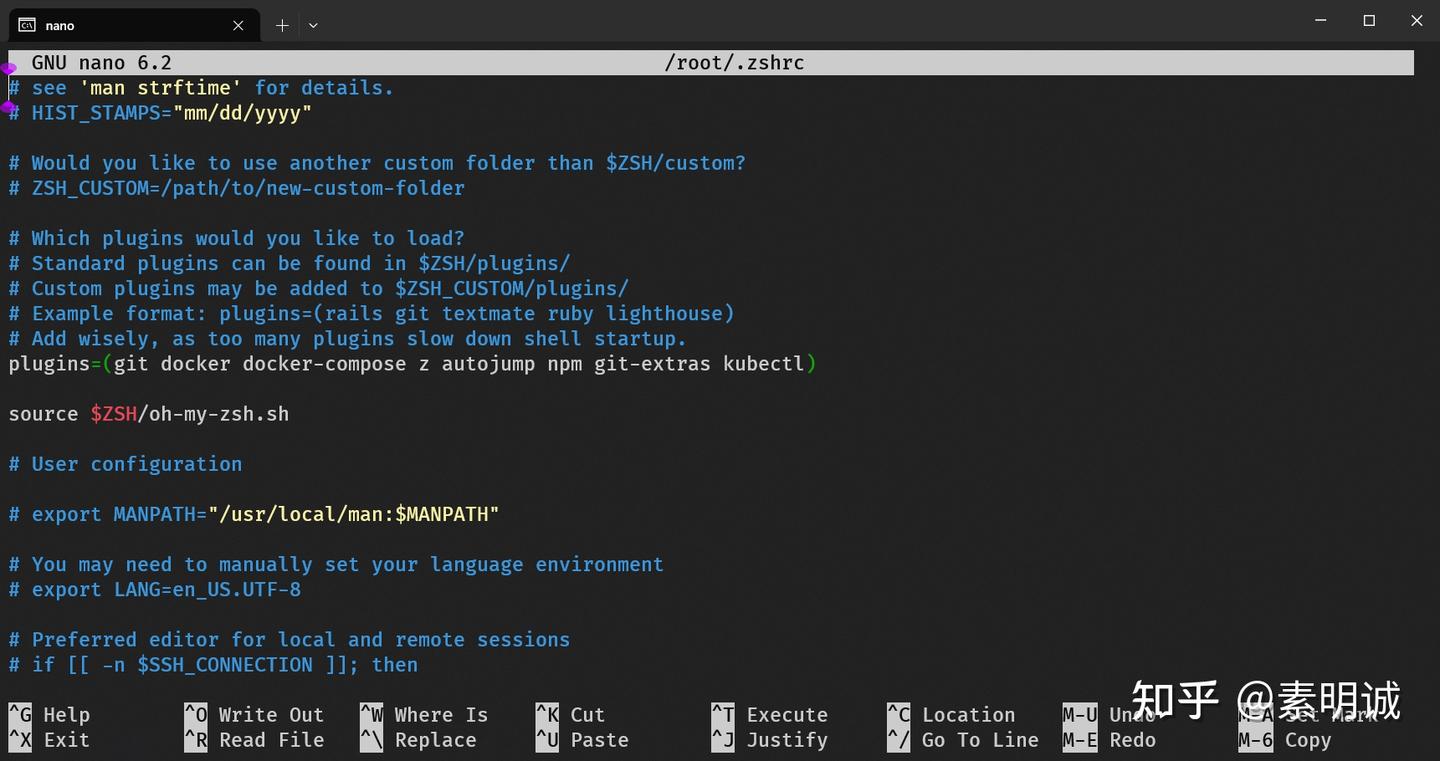 nano
GNU nano 6.2 /root/.zshrc
# see 'man strftime' for details.
# HIST_STAMPS="mm/dd/yyyy"
# Would you like to use another custom folder than $ZSH/custom?
# ZSH_CUSTOM=/path/to/new-custom-folder
# Which plugins would you like to load?
# Standard plugins can be found in $ZSH/plugins/
# Custom plugins may be added to $ZSH_CUSTOM/plugins/
# Example format: plugins=(rails git textmate ruby lighthouse)
# Add wisely, as too many plugins slow down shell startup.
plugins=(git docker docker-compose z autojump npm git-extras kubectl)
source $ZSH/oh-my-zsh.sh
# User configuration
# export MANPATH="/usr/local/man:$MANPATH"
# You may need to manually set your language environment
# export LANG=en_US.UTF-8
# Preferred editor for local and remote sessions
# if [[ -n $SSH_CONNECTION ]]; then
^G Help ^O Write Out ^W Where Is ^K Cut ^T Execute ^C Location M-U Undo M-A Set Mark
^X Exit ^R Read File ^\ Replace ^U Paste ^J Justify ^/ Go To Line M-E Redo M-6 Copy
知乎 @素明诚